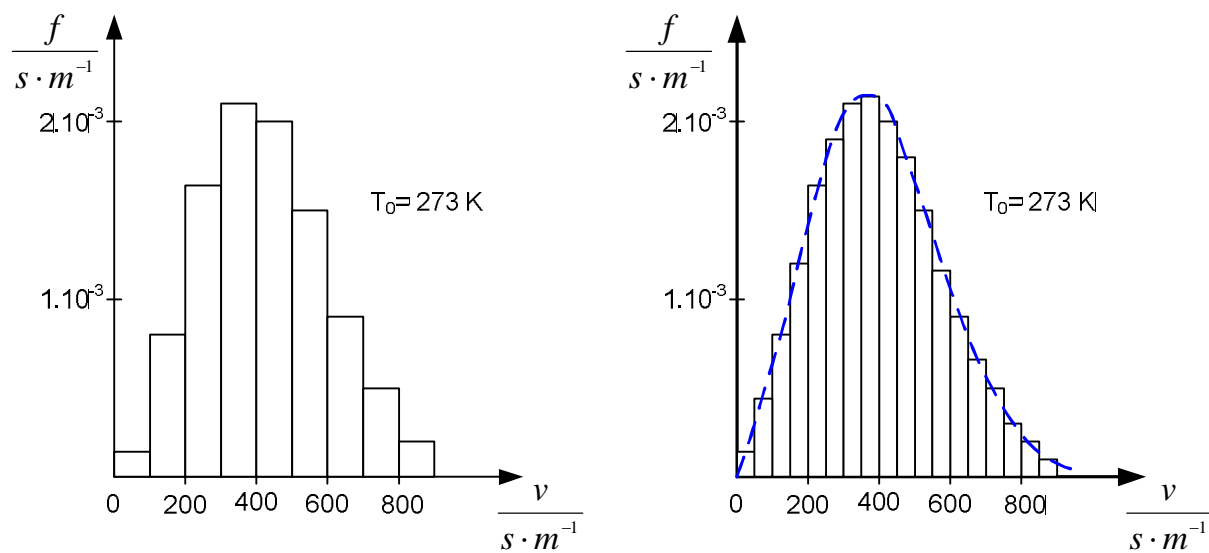 f
s · m⁻¹
2.10⁻³
1.10⁻³
T₀= 273 K
0 200 400 600 800
v
s · m⁻¹
f
s · m⁻¹
2.10⁻³
1.10⁻³
T₀= 273 K
0 200 400 600 800
v
s · m⁻¹